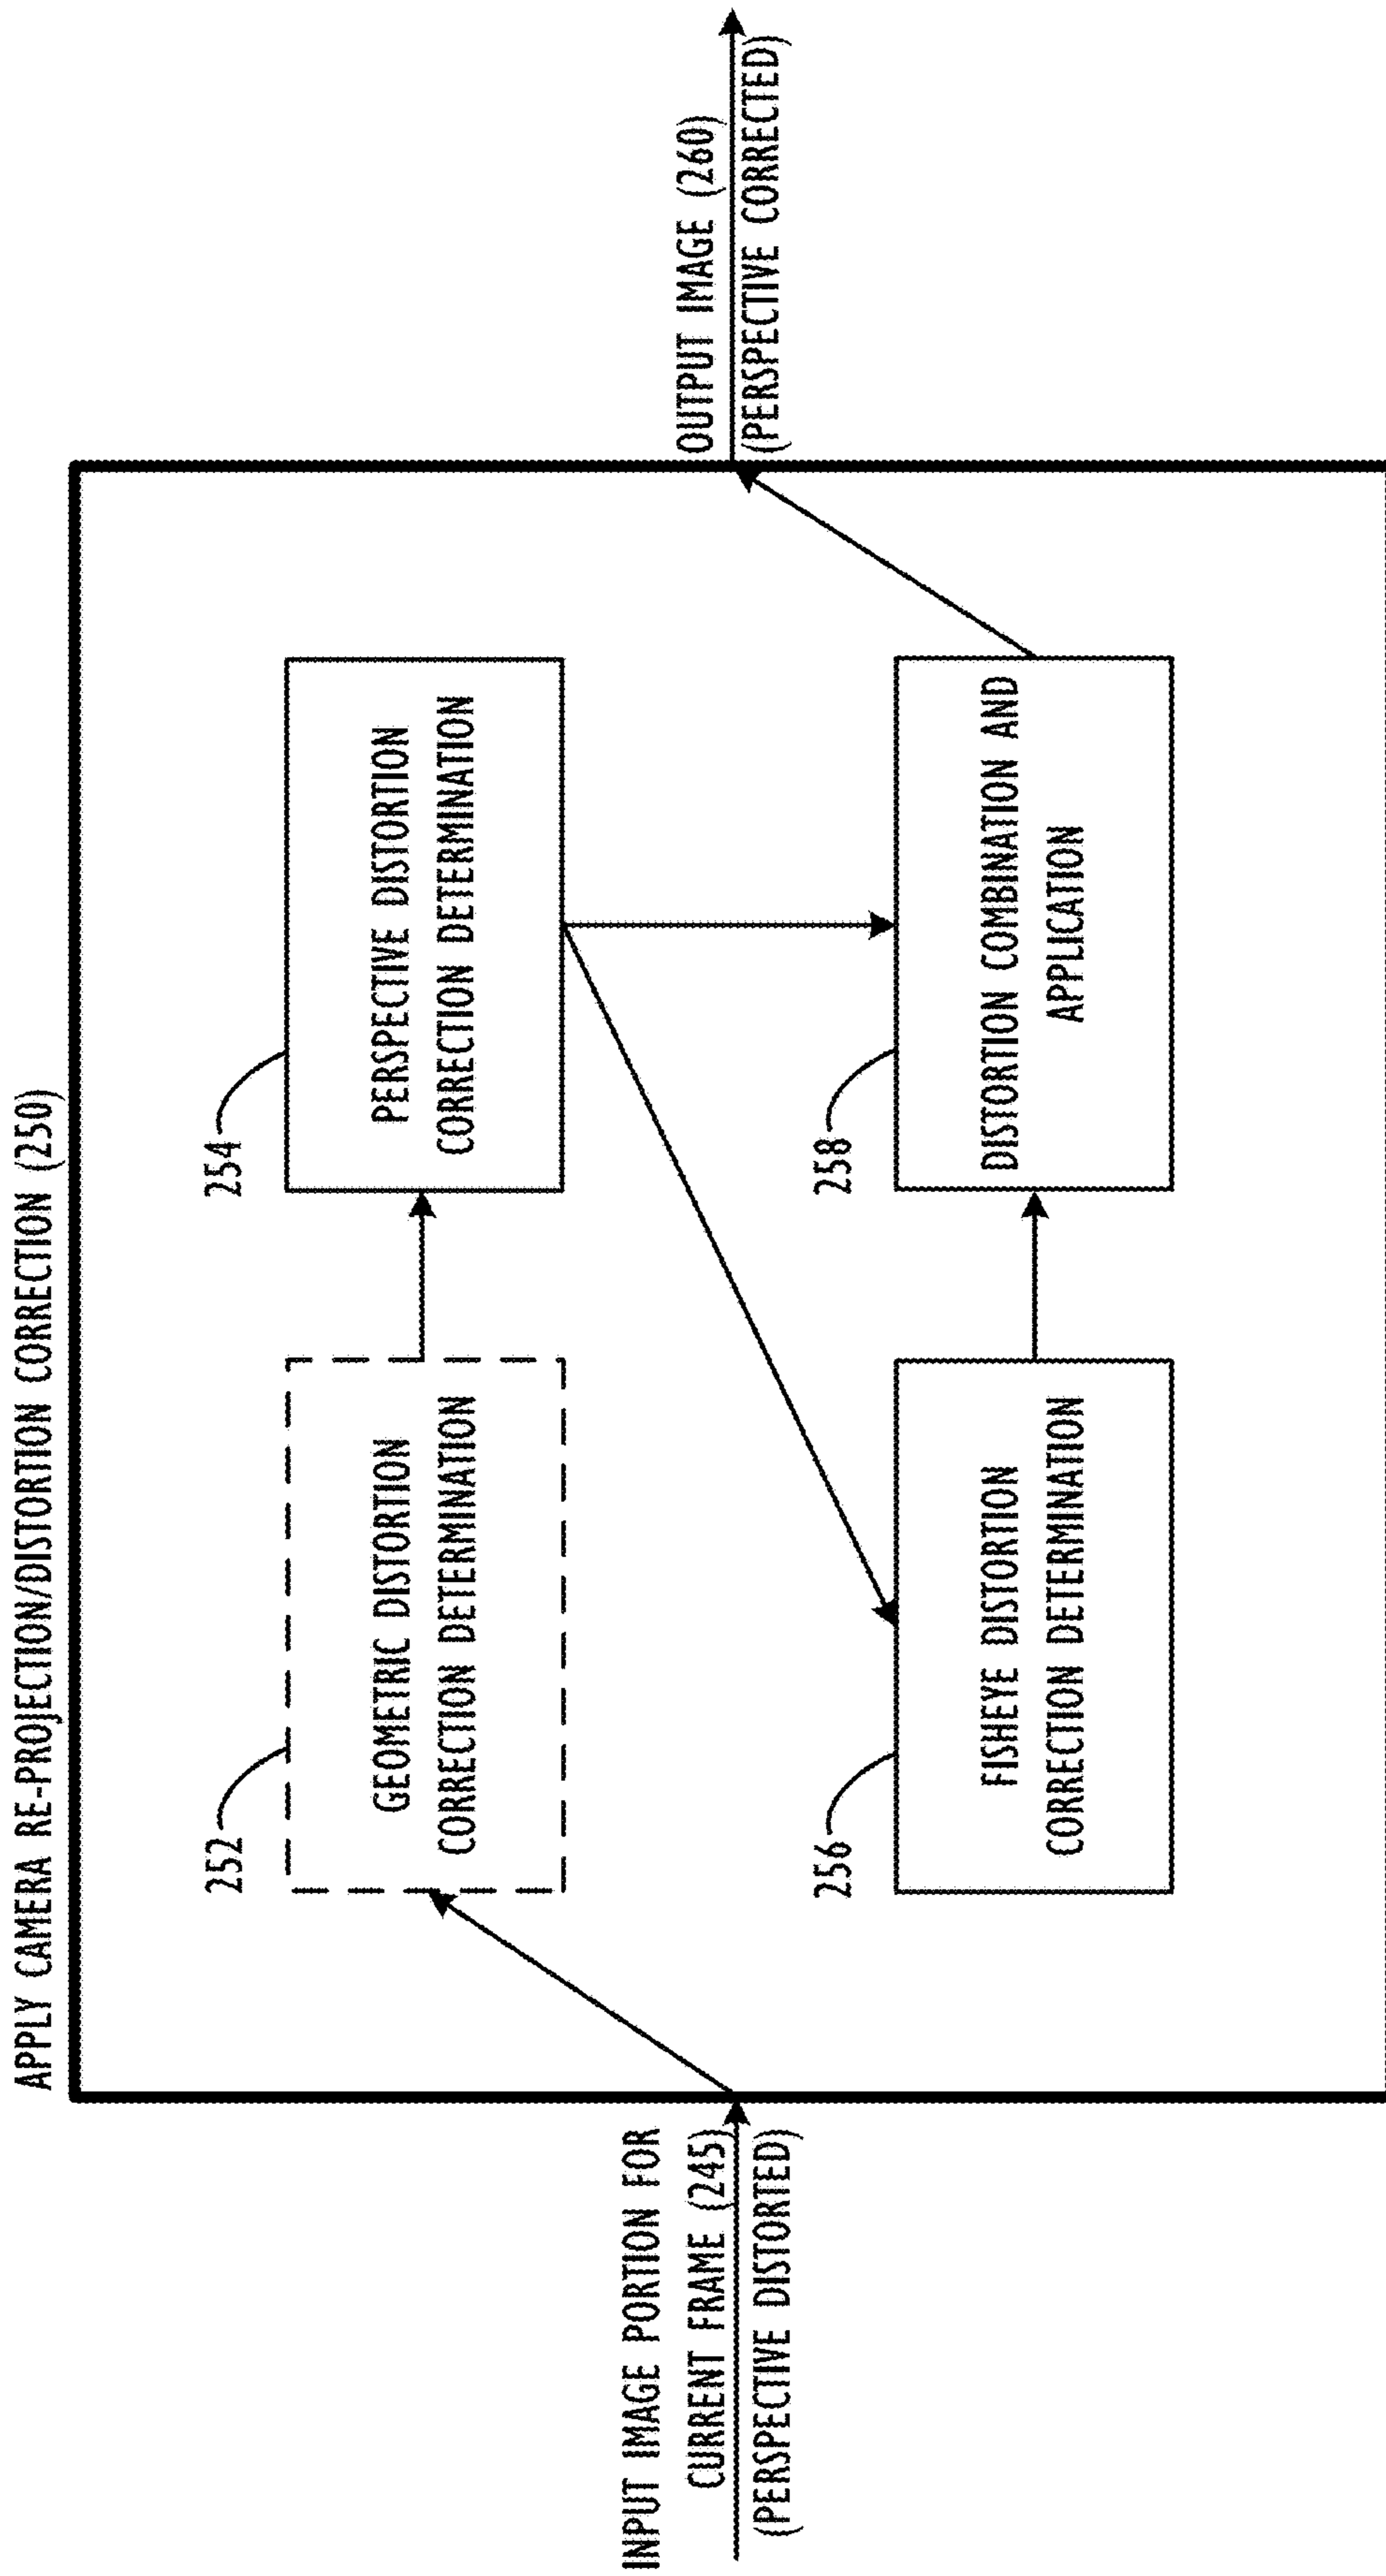 APPLY CAMERA RE-PROJECTION/DISTORTION CORRECTION (250)
INPUT IMAGE PORTION FOR
CURRENT FRAME (245)
(PERSPECTIVE DISTORTED)
252
GEOMETRIC DISTORTION
CORRECTION DETERMINATION
254
PERSPECTIVE DISTORTION
CORRECTION DETERMINATION
256
FISHEYE DISTORTION
CORRECTION DETERMINATION
258
DISTORTION COMBINATION AND
APPLICATION
OUTPUT IMAGE (260)
(PERSPECTIVE CORRECTED)